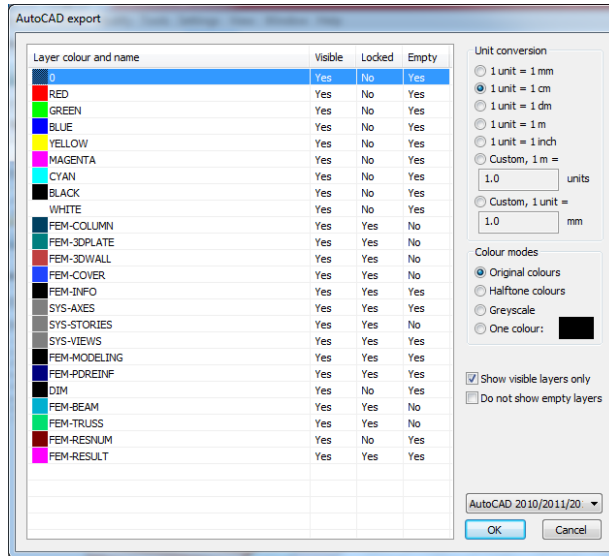 AutoCAD export
Layer colour and name Visible Locked Empty
0 Yes No Yes
RED Yes No Yes
GREEN Yes No Yes
BLUE Yes No Yes
YELLOW Yes No Yes
MAGENTA Yes No Yes
CYAN Yes No Yes
BLACK Yes No Yes
WHITE Yes No Yes
FEM-COLUMN Yes Yes No
FEM-3DPLATE Yes Yes No
FEM-3DWALL Yes Yes No
FEM-COVER Yes Yes No
FEM-INFO Yes Yes Yes
SYS-AXES Yes Yes Yes
SYS-STORIES Yes Yes No
SYS-VIEWS Yes Yes Yes
FEM-MODELING Yes Yes Yes
FEM-PDREINF Yes Yes Yes
DIM Yes No Yes
FEM-BEAM Yes Yes No
FEM-TRUSS Yes Yes No
FEM-RESNUM Yes No Yes
FEM-RESULT Yes Yes Yes
Unit conversion
1 unit = 1 mm
1 unit = 1 cm
1 unit = 1 dm
1 unit = 1 m
1 unit = 1 inch
Custom, 1 m =
1.0 units
Custom, 1 unit =
1.0 mm
Colour modes
Original colours
Halftone colours
Greyscale
One colour:
Show visible layers only
Do not show empty layers
AutoCAD 2010/2011/20
OK Cancel